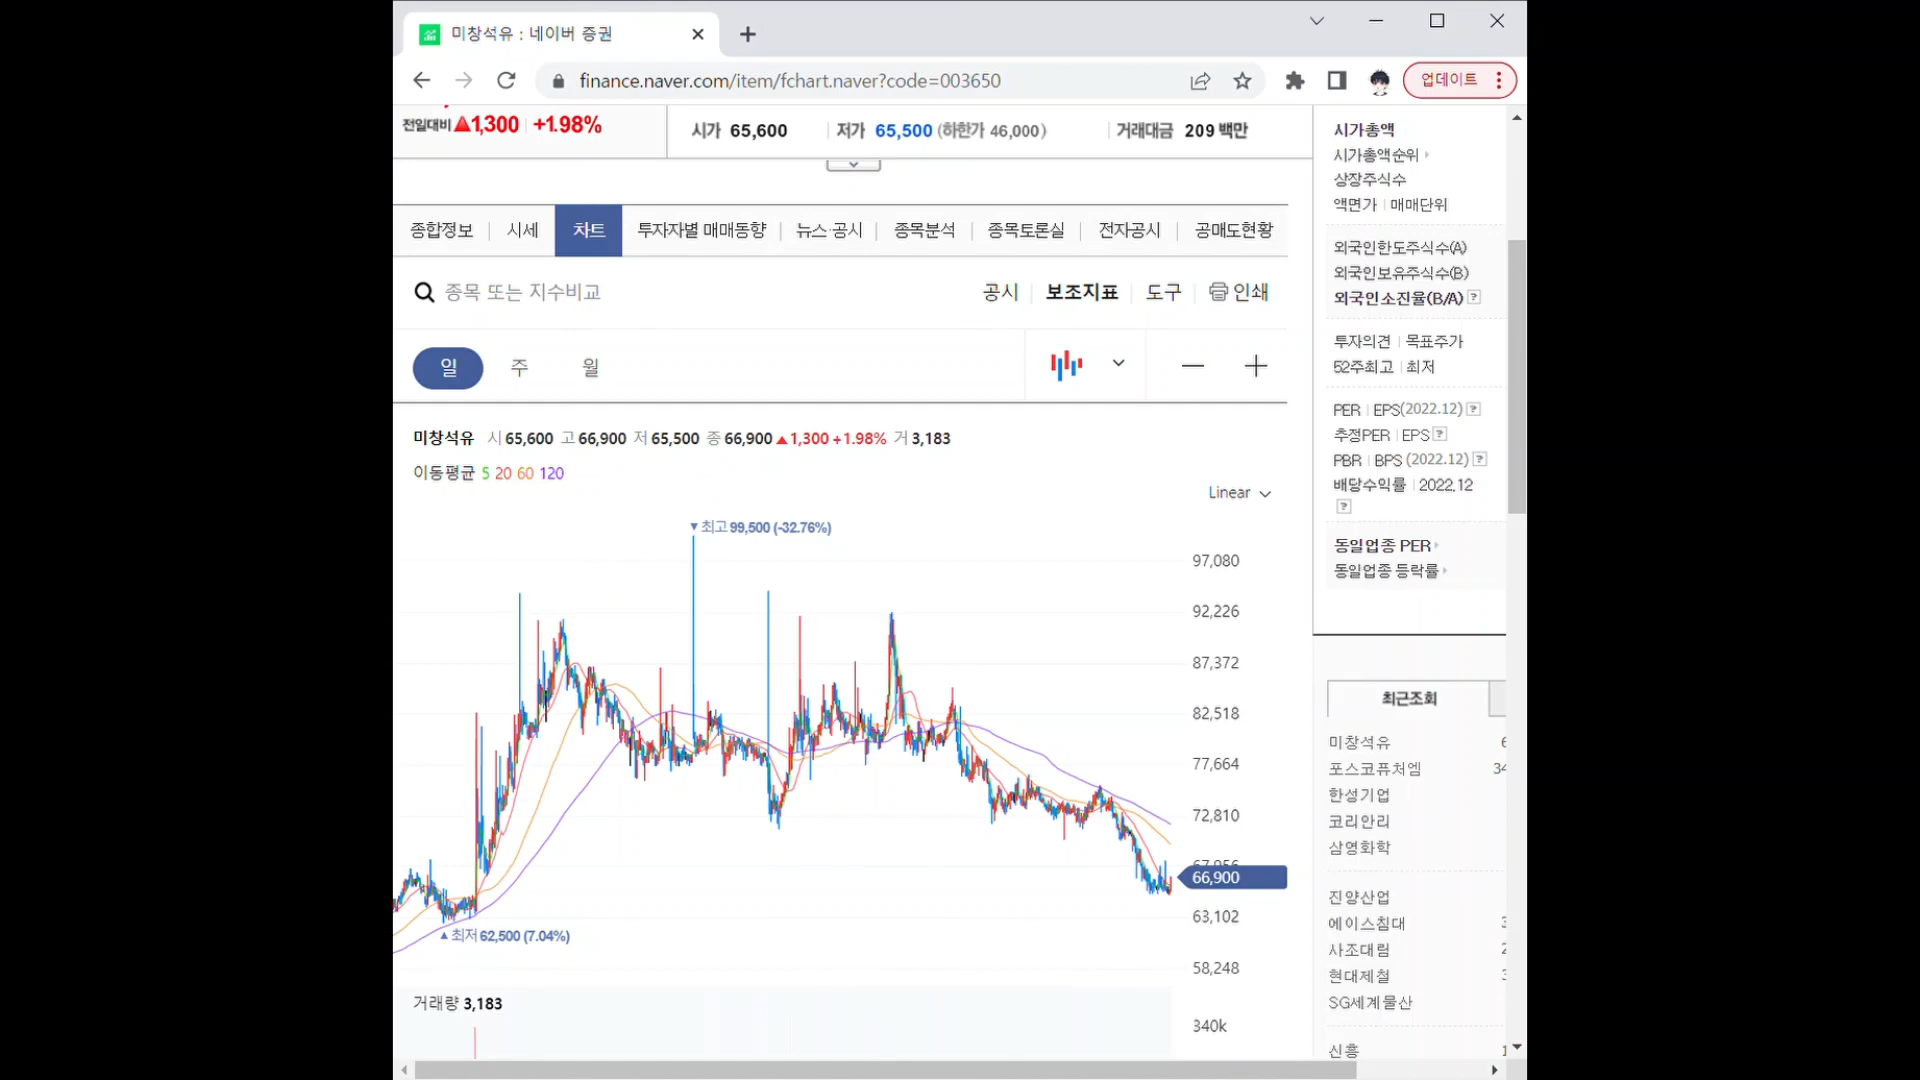 미창석유 : 네이버 증권
finance.naver.com/item/fchart.naver?code=003650
업데이트
전일대비 ▲1,300 +1.98%
시가 65,600 저가 65,500 (하한가 46,000) 거래대금 209 백만
종합정보 시세 차트 투자자별 매매동향 뉴스·공시 종목분석 종목토론실 전자공시 공매도현황
종목 또는 지수비교
공시 보조지표 도구 인쇄
일 주 월
미창석유 시 65,600 고 66,900 저 65,500 종 66,900 ▲1,300 +1.98% 거 3,183
이동평균 5 20 60 120
Linear
▼최고 99,500 (-32.76%)
97,080
92,226
87,372
82,518
77,664
72,810
67,956
66,900
63,102
58,248
▲최저 62,500 (7.04%)
거래량 3,183
340k
시가총액
시가총액순위
상장주식수
액면가 매매단위
외국인한도주식수(A)
외국인보유주식수(B)
외국인소진율(B/A) ?
투자의견 목표주가
52주최고 최저
PER EPS(2022.12) ?
추정PER EPS ?
PBR BPS (2022.12) ?
배당수익률 2022.12
?
동일업종 PER
동일업종 등락률
최근조회
미창석유 6
포스코퓨처엠 34
한성기업
코리안리
삼영화학
진양산업
에이스침대 3
사조대림 2
현대제철 3
SG세계물산
신흥 1